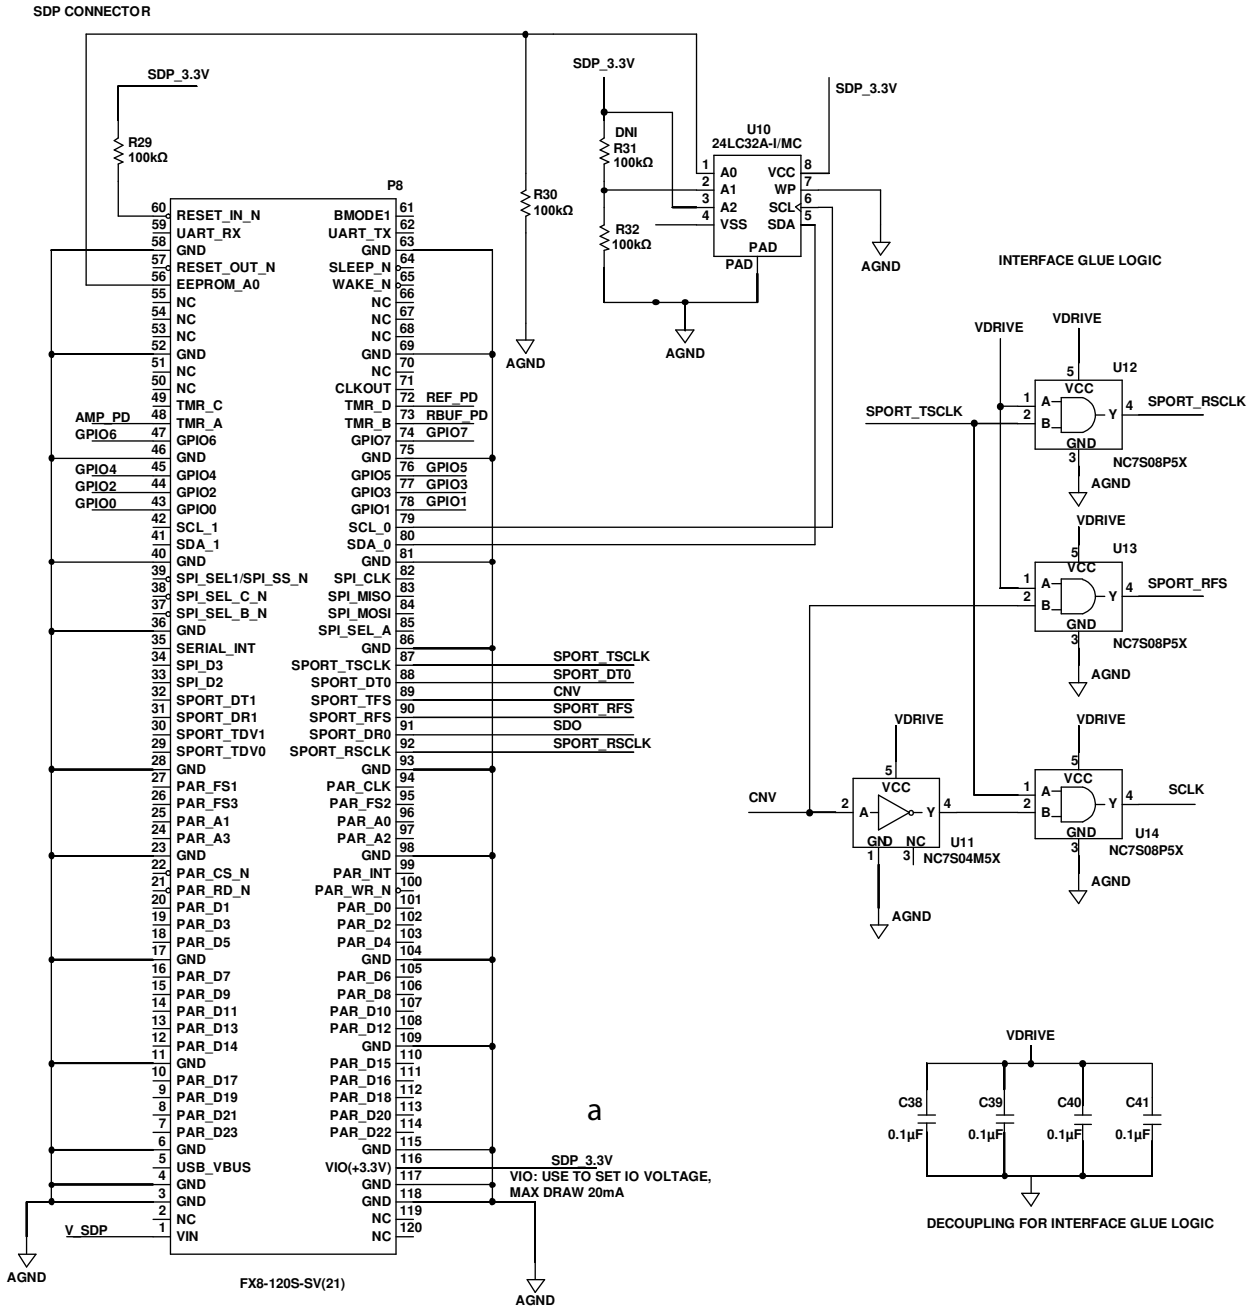 SDP CONNECTOR
SDP_3.3V
R29
100kΩ
R30
100kΩ
SDP_3.3V
DNI
R31
100kΩ
R32
100kΩ
AGND
AGND
U10
24LC32A-I/MC
1 A0 VCC 8
2 A1 WP 7
3 A2 SCL 6
4 VSS SDA 5
PAD
PAD
SDP_3.3V
AGND
P8
60 RESET_IN_N BMODE1 61
59 UART_RX UART_TX 62
58 GND GND 63
57 RESET_OUT_N SLEEP_N 64
56 EEPROM_A0 WAKE_N 65
55 NC NC 66
54 NC NC 67
53 NC NC 68
52 GND GND 69
51 NC NC 70
50 NC CLKOUT 71
49 TMR_C TMR_D 72 REF_PD
AMP_PD 48 TMR_A TMR_B 73 RBUF_PD
GPIO6 47 GPIO6 GPIO7 74 GPIO7
46 GND GND 75
GPIO4 45 GPIO4 GPIO5 76 GPIO5
GPIO2 44 GPIO2 GPIO3 77 GPIO3
GPIO0 43 GPIO0 GPIO1 78 GPIO1
42 SCL_1 SCL_0 79
41 SDA_1 SDA_0 80
40 GND GND 81
39 SPI_SEL1/SPI_SS_N SPI_CLK 82
38 SPI_SEL_C_N SPI_MISO 83
37 SPI_SEL_B_N SPI_MOSI 84
36 GND SPI_SEL_A 85
35 SERIAL_INT GND 86
34 SPI_D3 SPORT_TSCLK 87 SPORT_TSCLK
33 SPI_D2 SPORT_DT0 88 SPORT_DT0
32 SPORT_DT1 SPORT_TFS 89 CNV
31 SPORT_DR1 SPORT_RFS 90 SPORT_RFS
30 SPORT_TDV1 SPORT_DR0 91 SDO
29 SPORT_TDV0 SPORT_RSCLK 92 SPORT_RSCLK
28 GND GND 93
27 PAR_FS1 PAR_CLK 94
26 PAR_FS3 PAR_FS2 95
25 PAR_A1 PAR_A0 96
24 PAR_A3 PAR_A2 97
23 GND GND 98
22 PAR_CS_N PAR_INT 99
21 PAR_RD_N PAR_WR_N 100
20 PAR_D1 PAR_D0 101
19 PAR_D3 PAR_D2 102
18 PAR_D5 PAR_D4 103
17 GND GND 104
16 PAR_D7 PAR_D6 105
15 PAR_D9 PAR_D8 106
14 PAR_D11 PAR_D10 107
13 PAR_D13 PAR_D12 108
12 PAR_D14 GND 109
11 GND PAR_D15 110
10 PAR_D17 PAR_D16 111
9 PAR_D19 PAR_D18 112
8 PAR_D21 PAR_D20 113
7 PAR_D23 PAR_D22 114
6 GND GND 115
5 USB_VBUS VIO(+3.3V) 116 SDP_3.3V
4 GND GND 117
3 GND GND 118
2 NC NC 119
V_SDP 1 VIN NC 120
VIO: USE TO SET IO VOLTAGE,
MAX DRAW 20mA
a
AGND
FX8-120S-SV(21)
AGND
INTERFACE GLUE LOGIC
VDRIVE
VDRIVE
SPORT_TSCLK
5 U12
VCC
1 A
2 B
Y 4 SPORT_RSCLK
GND
3
NC7S08P5X
AGND
VDRIVE
5 U13
VCC
1 A
2 B
Y 4 SPORT_RFS
GND
3
NC7S08P5X
AGND
VDRIVE
CNV
5
VCC
2 A Y 4
GND NC
1 3
U11
NC7S04M5X
AGND
VDRIVE
5
VCC
1 A
2 B
Y 4 SCLK
GND
3
U14
NC7S08P5X
AGND
VDRIVE
C38 C39 C40 C41
0.1µF 0.1µF 0.1µF 0.1µF
DECOUPLING FOR INTERFACE GLUE LOGIC